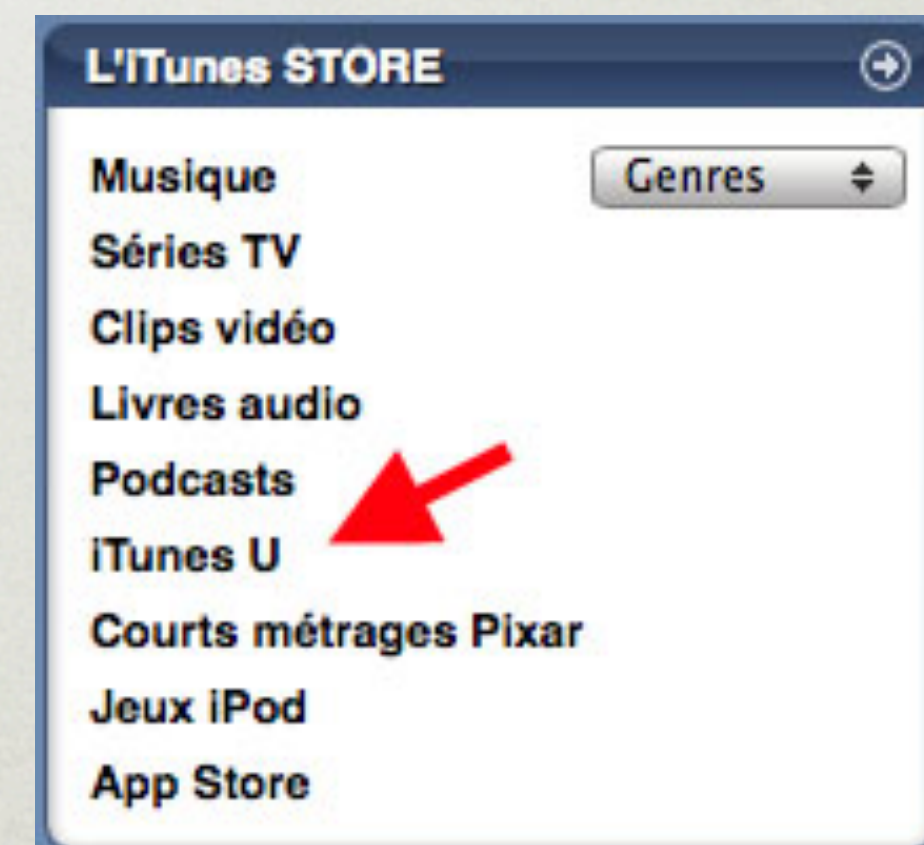 L'iTunes STORE
Musique Genres
Séries TV
Clips vidéo
Livres audio
Podcasts
iTunes U
Courts métrages Pixar
Jeux iPod
App Store